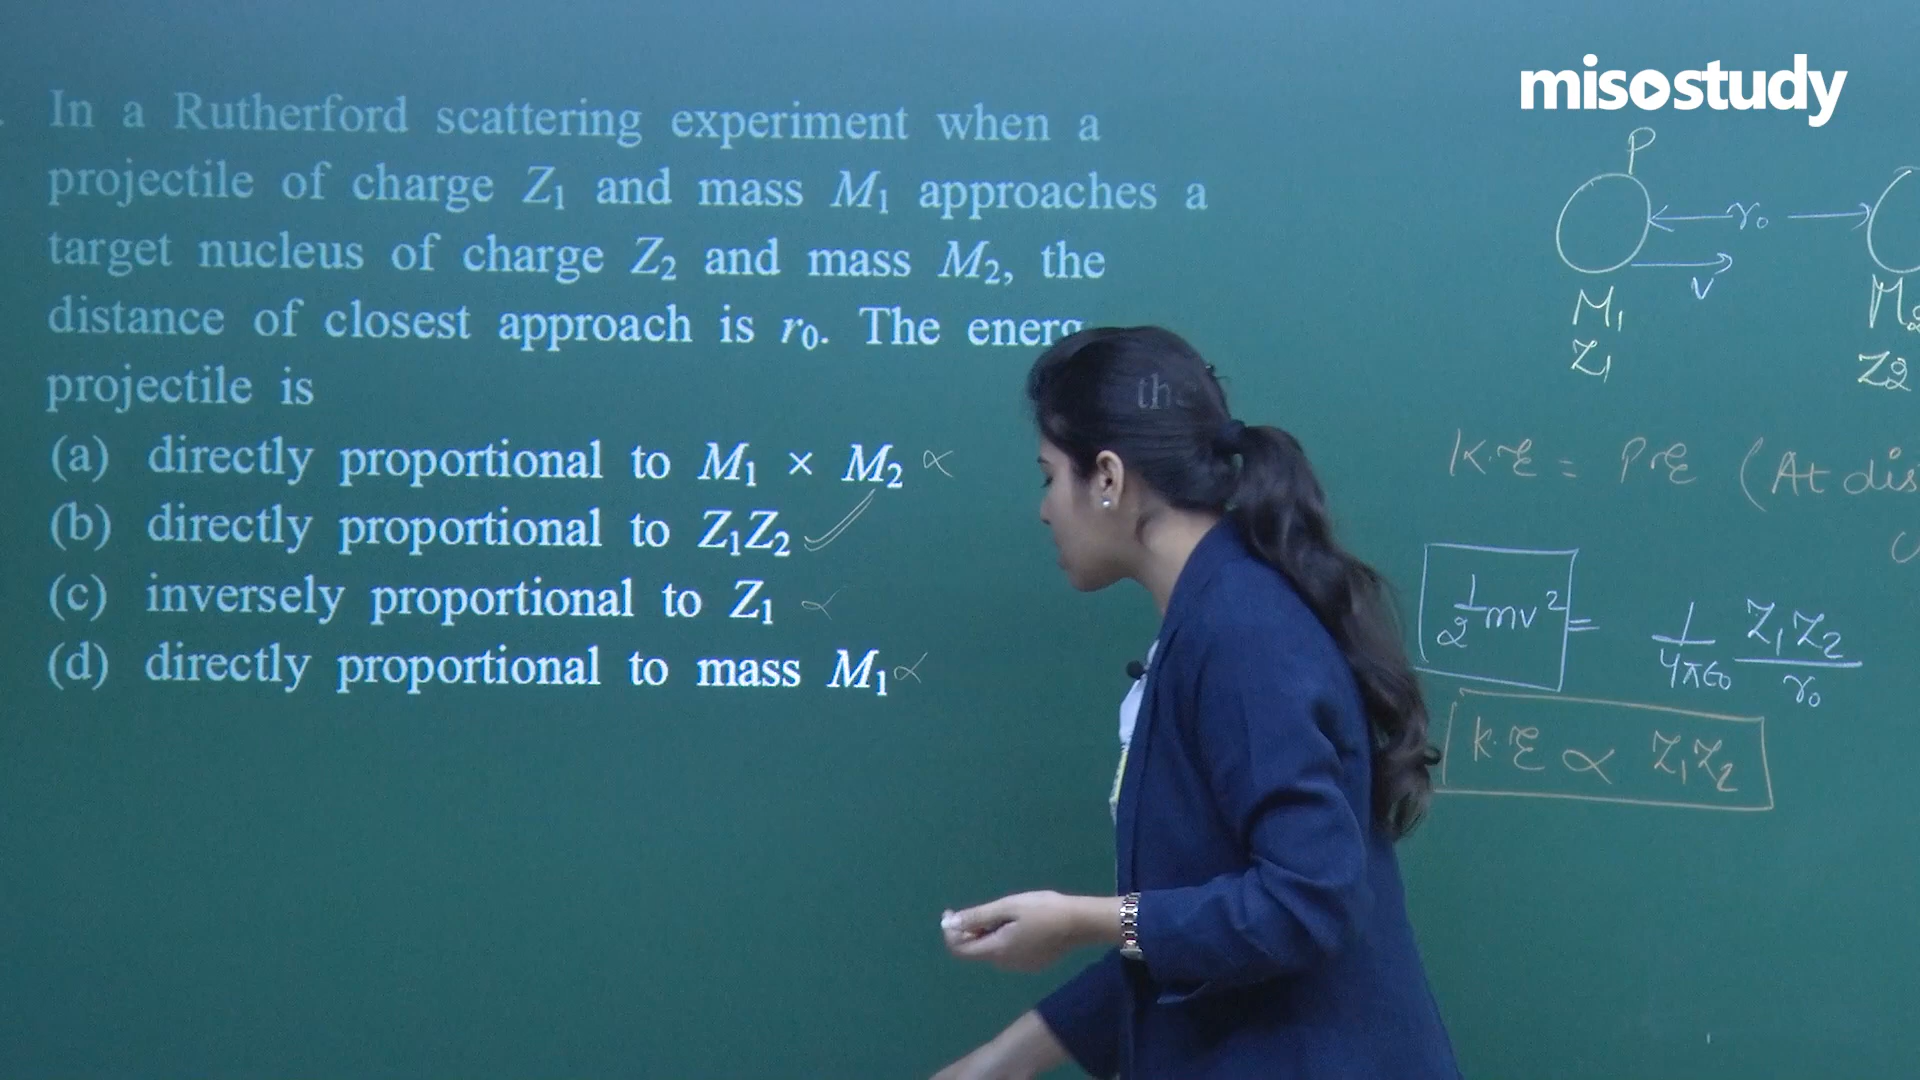 misostudy
In a Rutherford scattering experiment when a
projectile of charge Z₁ and mass M₁ approaches a
target nucleus of charge Z₂ and mass M₂, the
distance of closest approach is r₀. The
projectile is
(a) directly proportional to M₁ × M₂
(b) directly proportional to Z₁Z₂
(c) inversely proportional to Z₁
(d) directly proportional to mass M₁
P
r₀
V
M₁
Z₁
Z₂
K.E = P.E (At
1/2 mv² = 1/4πε₀ Z₁Z₂/r₀
K.E ∝ Z₁Z₂